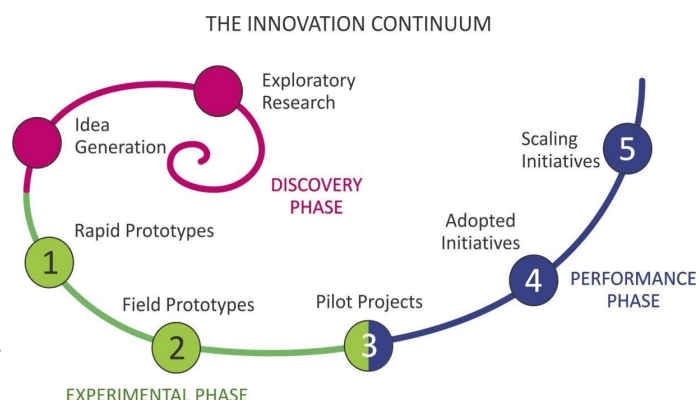 THE INNOVATION CONTINUUM
Exploratory
Research
Idea
Generation
DISCOVERY
PHASE
Rapid Prototypes
1
Field Prototypes
2
EXPERIMENTAL PHASE
Pilot Projects
3
Adopted
Initiatives
4
Scaling
Initiatives
5
PERFORMANCE
PHASE